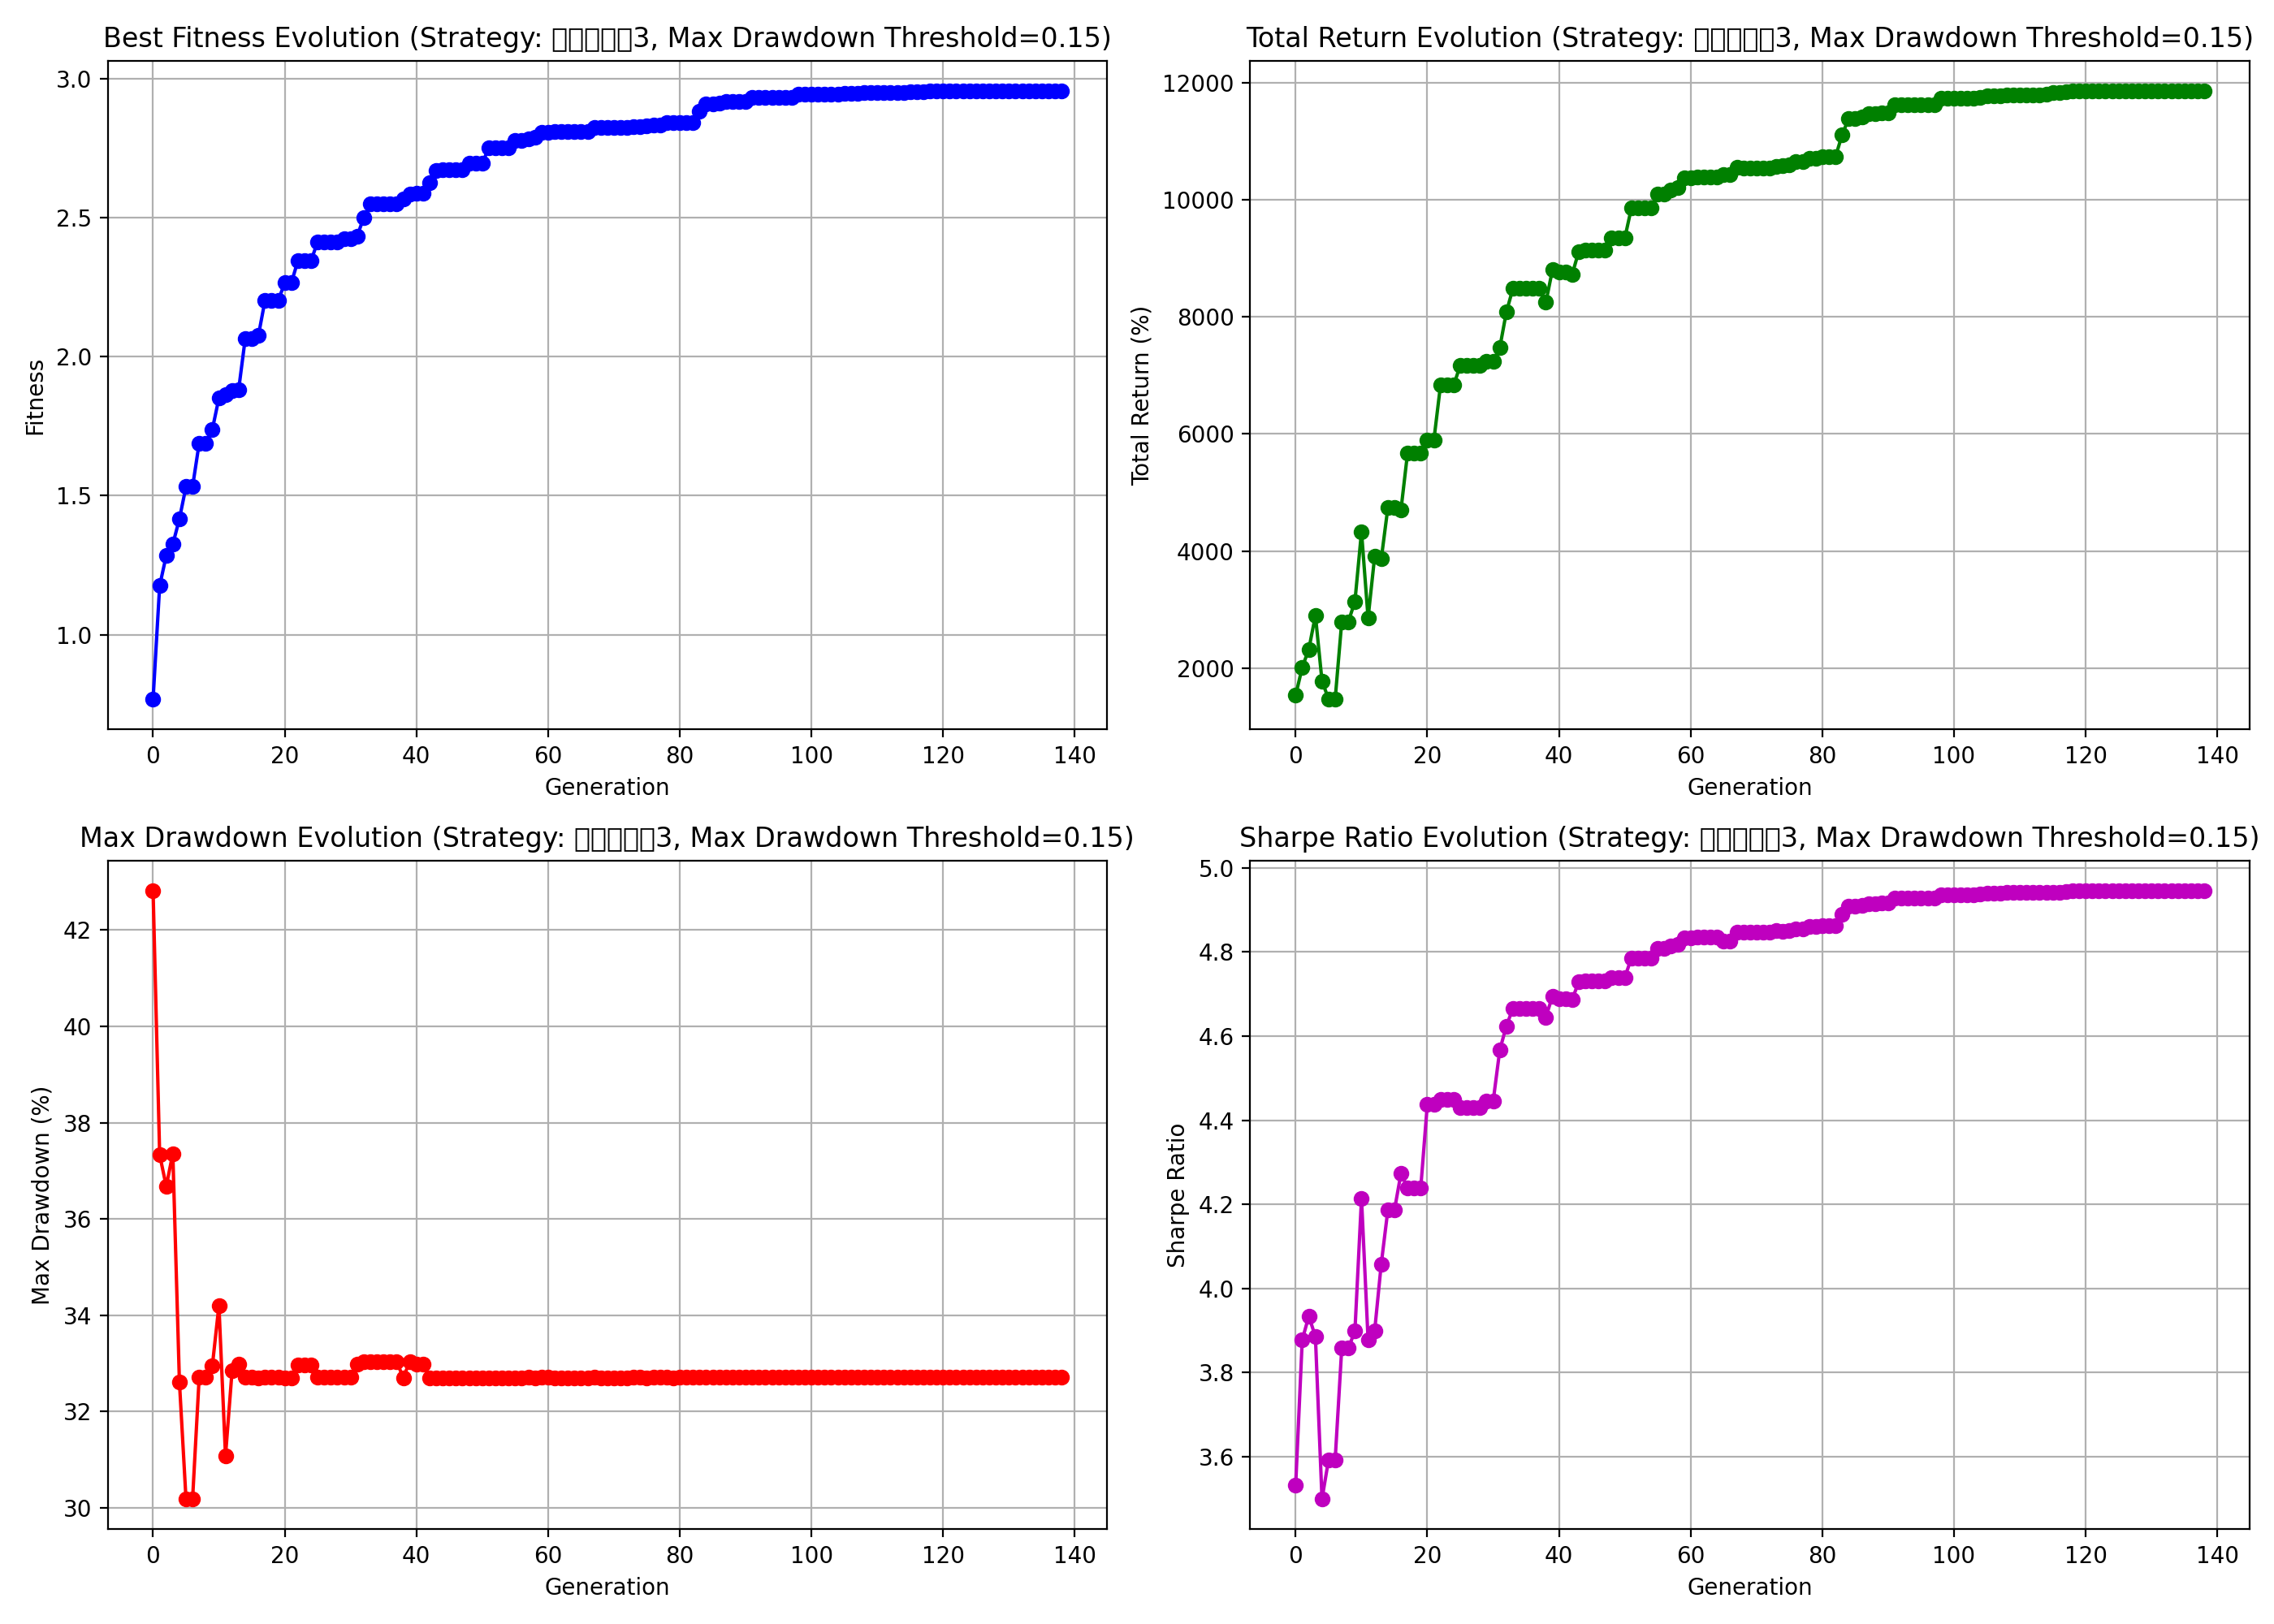 Best Fitness Evolution (Strategy: □□□□□3, Max Drawdown Threshold=0.15)
3.0
2.5
2.0
1.5
1.0
Fitness
0 20 40 60 80 100 120 140
Generation
Total Return Evolution (Strategy: □□□□□3, Max Drawdown Threshold=0.15)
12000
10000
8000
6000
4000
2000
Total Return (%)
0 20 40 60 80 100 120 140
Generation
Max Drawdown Evolution (Strategy: □□□□□3, Max Drawdown Threshold=0.15)
42
40
38
36
34
32
30
Max Drawdown (%)
0 20 40 60 80 100 120 140
Generation
Sharpe Ratio Evolution (Strategy: □□□□□3, Max Drawdown Threshold=0.15)
5.0
4.8
4.6
4.4
4.2
4.0
3.8
3.6
Sharpe Ratio
0 20 40 60 80 100 120 140
Generation